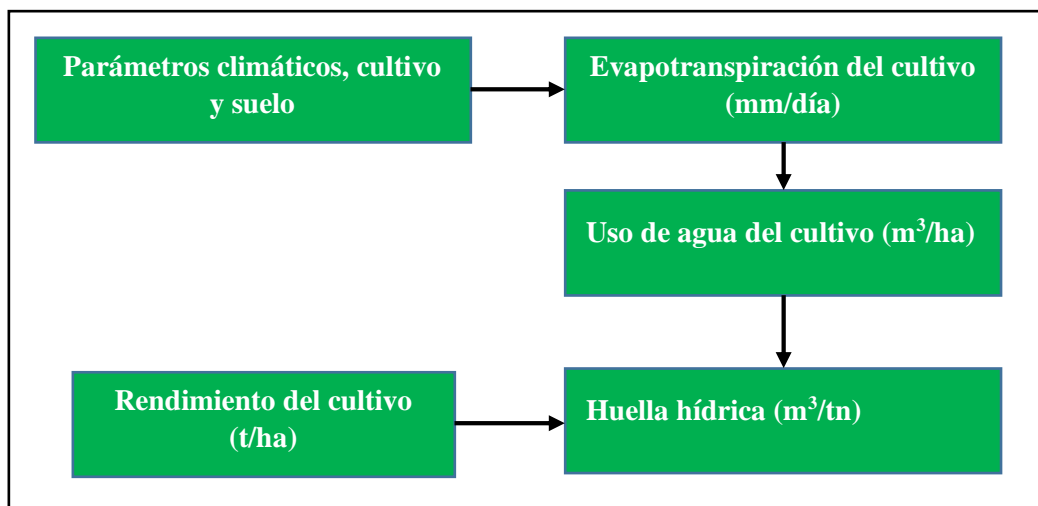 Parámetros climáticos, cultivo
y suelo
Evapotranspiración del cultivo
(mm/día)
Uso de agua del cultivo (m³/ha)
Rendimiento del cultivo
(t/ha)
Huella hídrica (m³/tn)